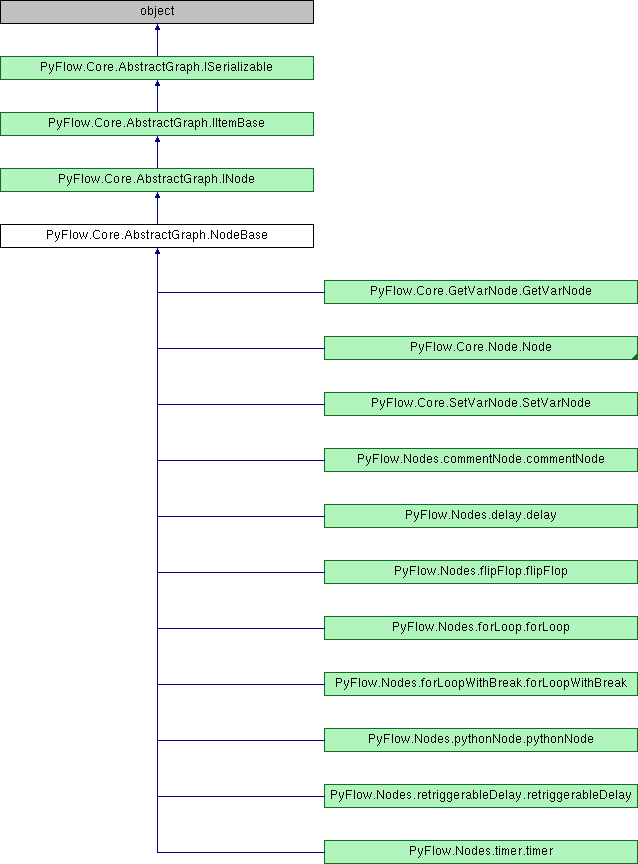 object
PyFlow.Core.AbstractGraph.ISerializable
PyFlow.Core.AbstractGraph.IItemBase
PyFlow.Core.AbstractGraph.INode
PyFlow.Core.AbstractGraph.NodeBase
PyFlow.Core.GetVarNode.GetVarNode
PyFlow.Core.Node.Node
PyFlow.Core.SetVarNode.SetVarNode
PyFlow.Nodes.commentNode.commentNode
PyFlow.Nodes.delay.delay
PyFlow.Nodes.flipFlop.flipFlop
PyFlow.Nodes.forLoop.forLoop
PyFlow.Nodes.forLoopWithBreak.forLoopWithBreak
PyFlow.Nodes.pythonNode.pythonNode
PyFlow.Nodes.retriggerableDelay.retriggerableDelay
PyFlow.Nodes.timer.timer